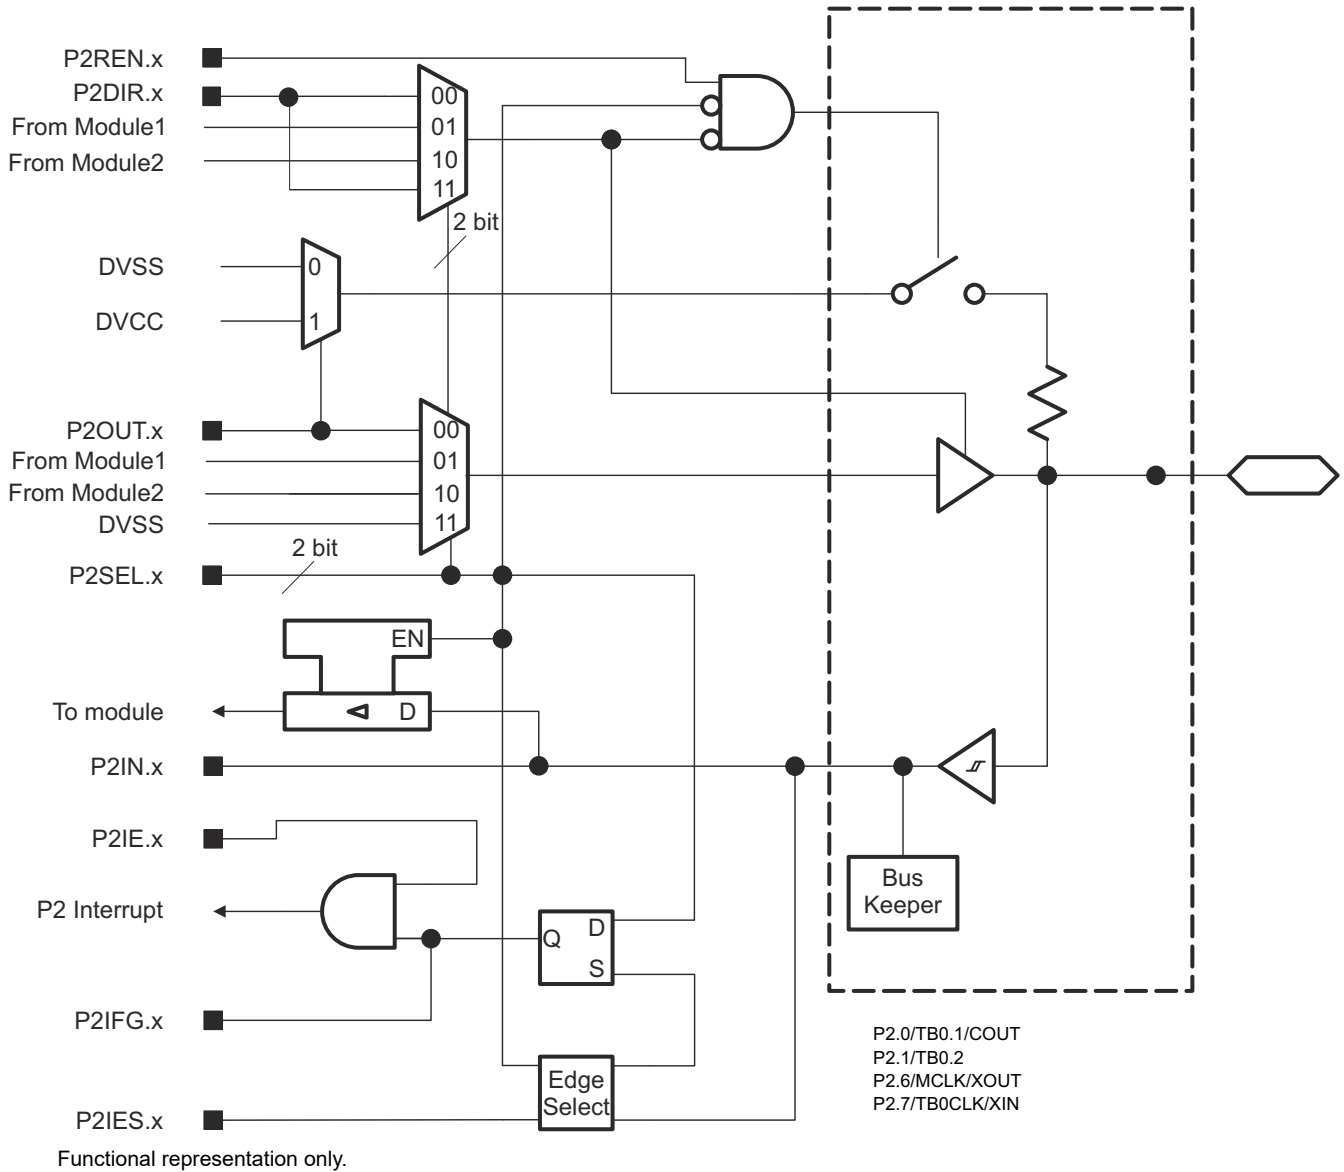 P2REN.x
P2DIR.x
From Module1
From Module2
00
01
10
11
2 bit
DVSS
DVCC
0
1
P2OUT.x
From Module1
From Module2
DVSS
00
01
10
11
2 bit
P2SEL.x
EN
To module
D
P2IN.x
P2IE.x
Bus
Keeper
P2 Interrupt
Q
D
S
P2IFG.x
P2.0/TB0.1/COUT
P2.1/TB0.2
P2.6/MCLK/XOUT
P2.7/TB0CLK/XIN
Edge
Select
P2IES.x
Functional representation only.